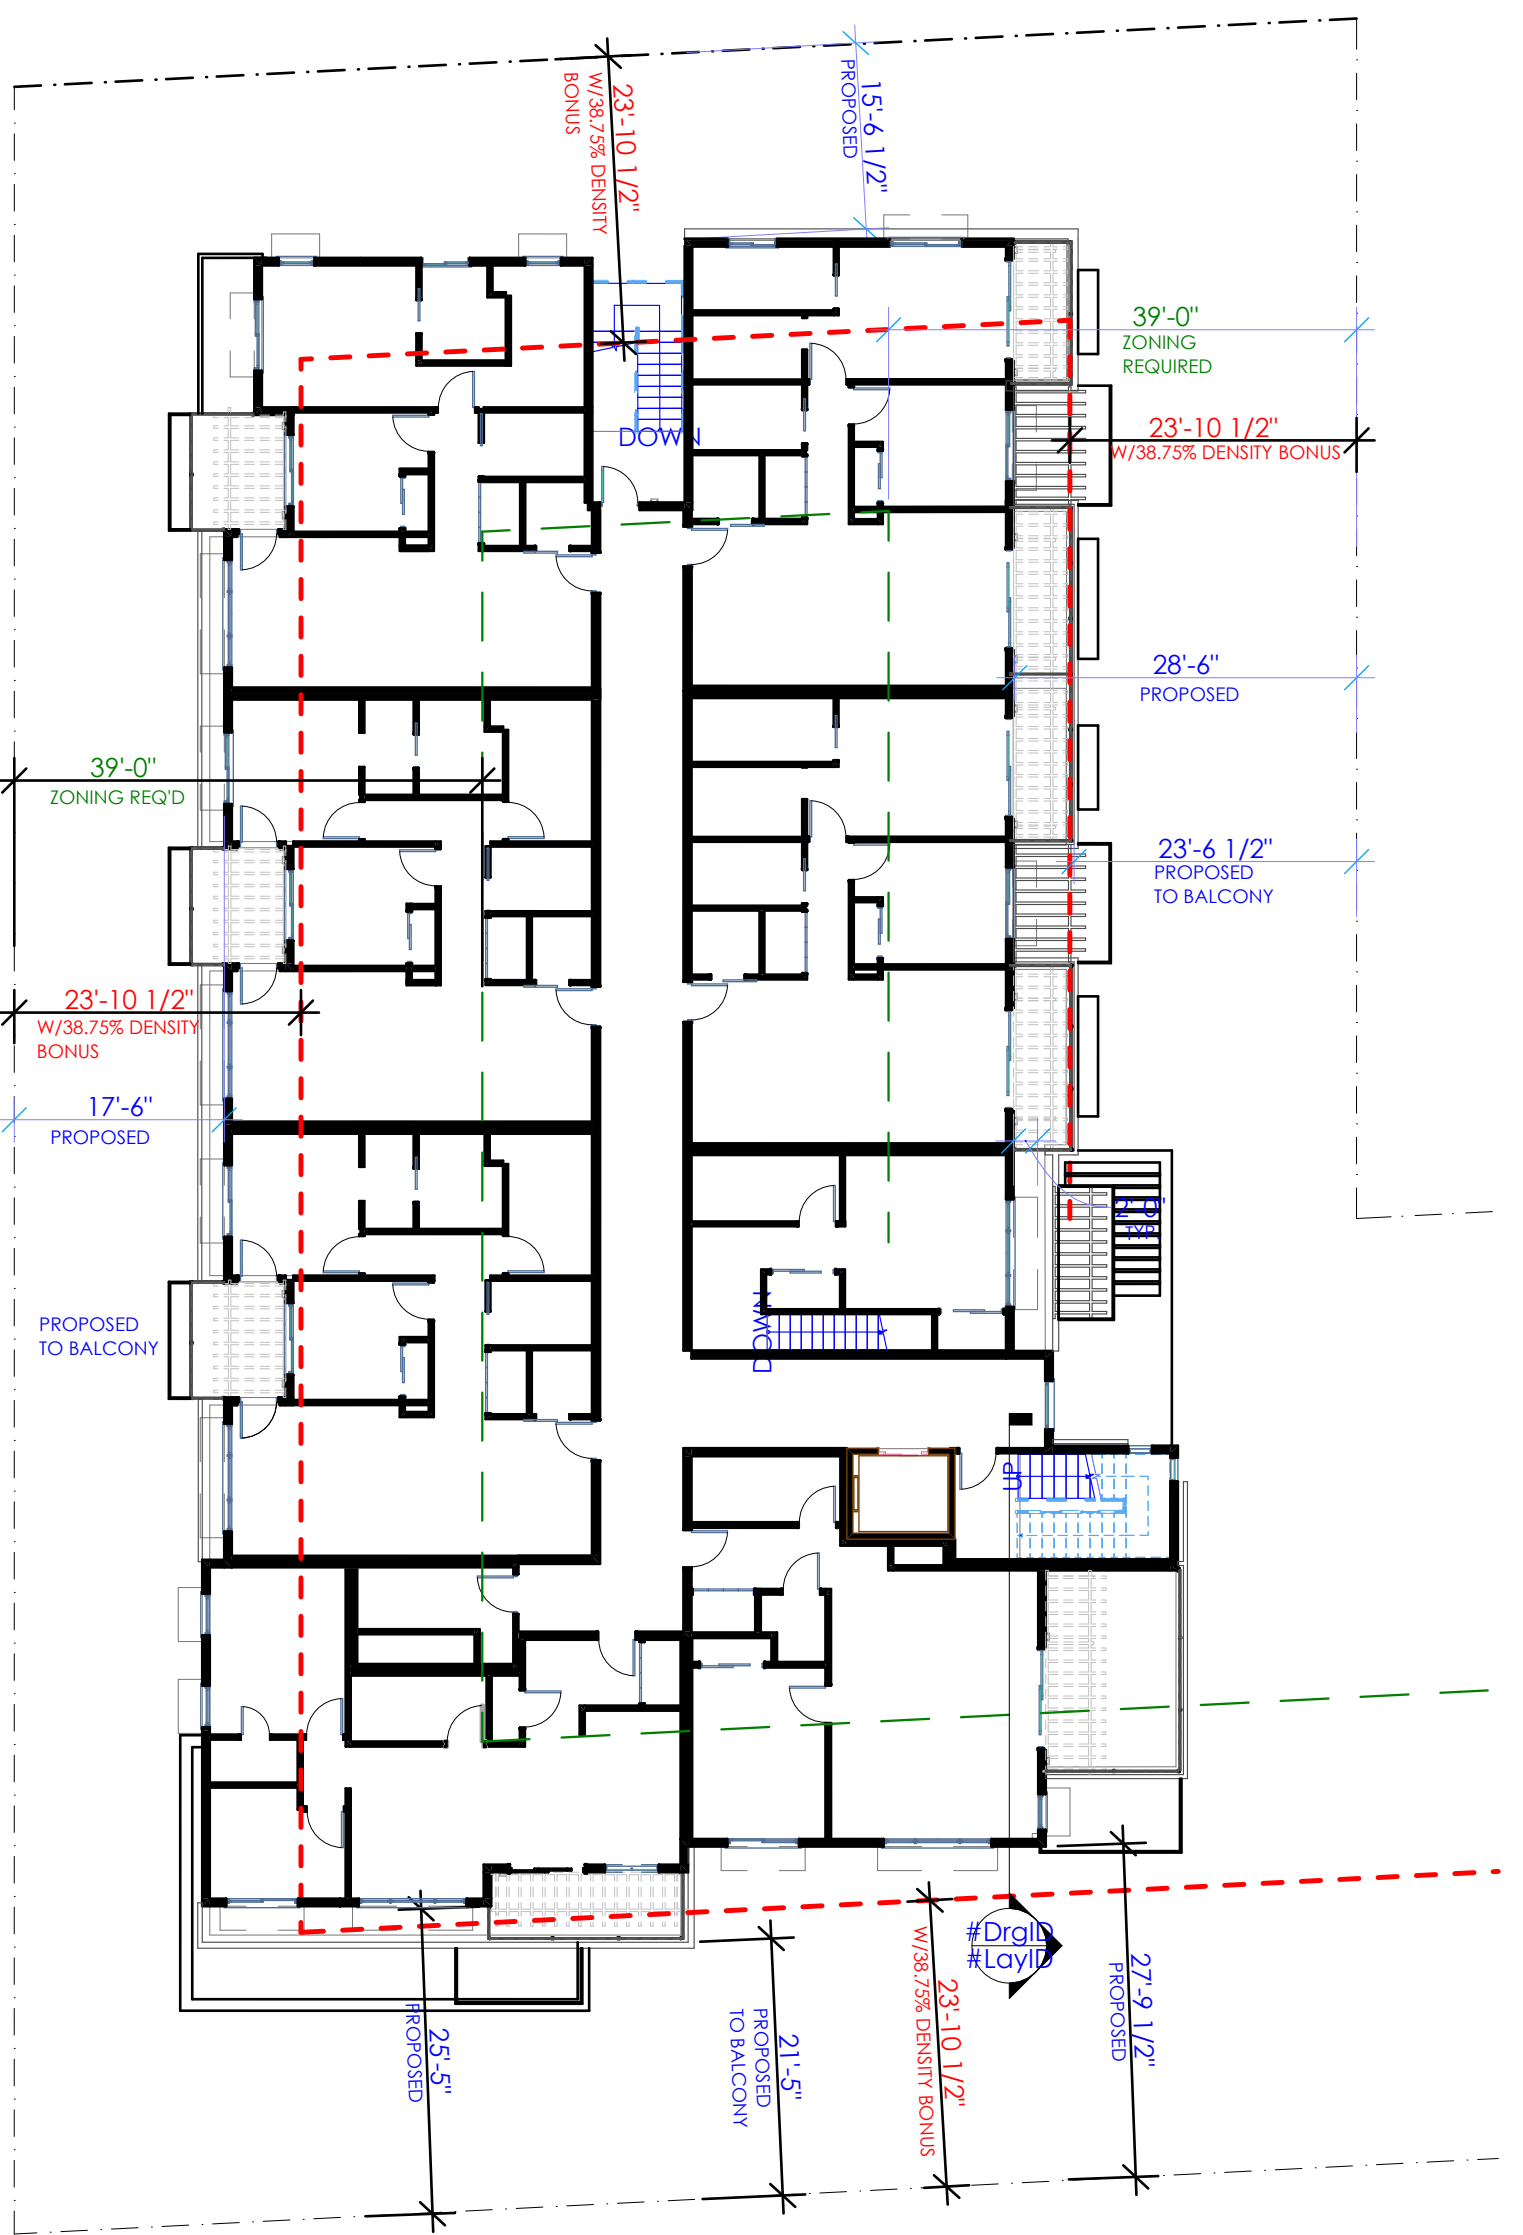 23'-10 1/2"
W/38.75% DENSITY
BONUS
15'-6 1/2"
PROPOSED
39'-0"
ZONING
REQUIRED
23'-10 1/2"
W/38.75% DENSITY BONUS
DOWN
28'-6"
PROPOSED
39'-0"
ZONING REQ'D
23'-6 1/2"
PROPOSED
TO BALCONY
23'-10 1/2"
W/38.75% DENSITY
BONUS
17'-6"
PROPOSED
2'-0"
TYP.
PROPOSED
TO BALCONY
DOWN
UP
#DrgID
#LayID
25'-5"
PROPOSED
21'-5"
PROPOSED
TO BALCONY
23'-10 1/2"
W/38.75% DENSITY BONUS
27'-9 1/2"
PROPOSED